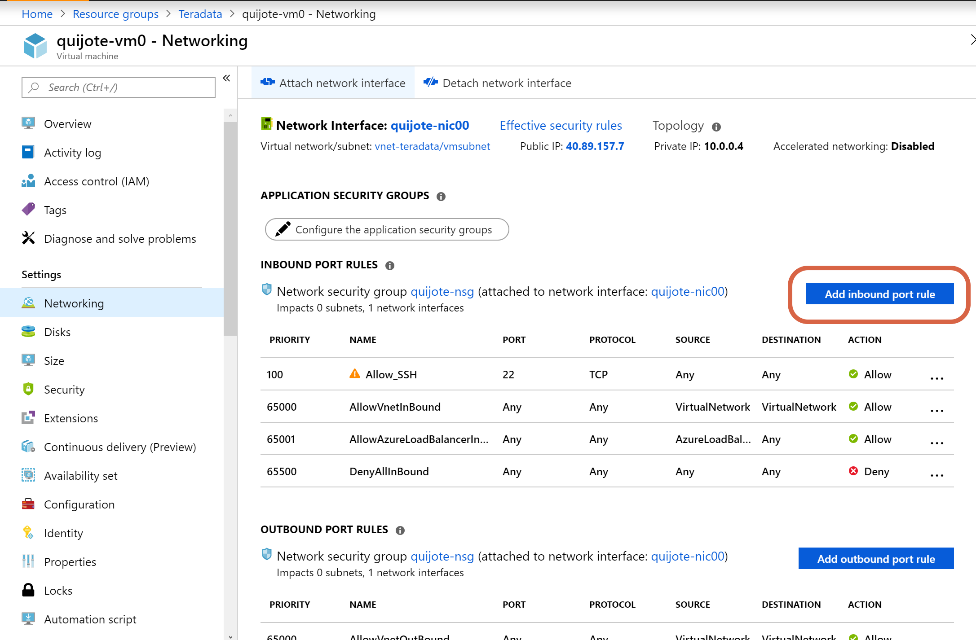 Home > Resource groups > Teradata > quijote-vm0 - Networking
quijote-vm0 - Networking
Virtual machine
Search (Ctrl+/)
«
Overview
Activity log
Access control (IAM)
Tags
Diagnose and solve problems
Settings
Networking
Disks
Size
Security
Extensions
Continuous delivery (Preview)
Availability set
Configuration
Identity
Properties
Locks
Automation script
Attach network interface Detach network interface
Network Interface: quijote-nic00 Effective security rules Topology
Virtual network/subnet: vnet-teradata/vmsubnet Public IP: 40.89.157.7 Private IP: 10.0.0.4 Accelerated networking: Disabled
APPLICATION SECURITY GROUPS
Configure the application security groups
INBOUND PORT RULES
Network security group quijote-nsg (attached to network interface: quijote-nic00)
Impacts 0 subnets, 1 network interfaces
Add inbound port rule
PRIORITY NAME PORT PROTOCOL SOURCE DESTINATION ACTION
100 Allow_SSH 22 TCP Any Any Allow ...
65000 AllowVnetInBound Any Any VirtualNetwork VirtualNetwork Allow ...
65001 AllowAzureLoadBalancerIn... Any Any AzureLoadBal... Any Allow ...
65500 DenyAllInBound Any Any Any Any Deny ...
OUTBOUND PORT RULES
Network security group quijote-nsg (attached to network interface: quijote-nic00)
Impacts 0 subnets, 1 network interfaces
Add outbound port rule
PRIORITY NAME PORT PROTOCOL SOURCE DESTINATION ACTION
65000 AllowVnetOutBound Any Any VirtualNetwork VirtualNetwork Allow